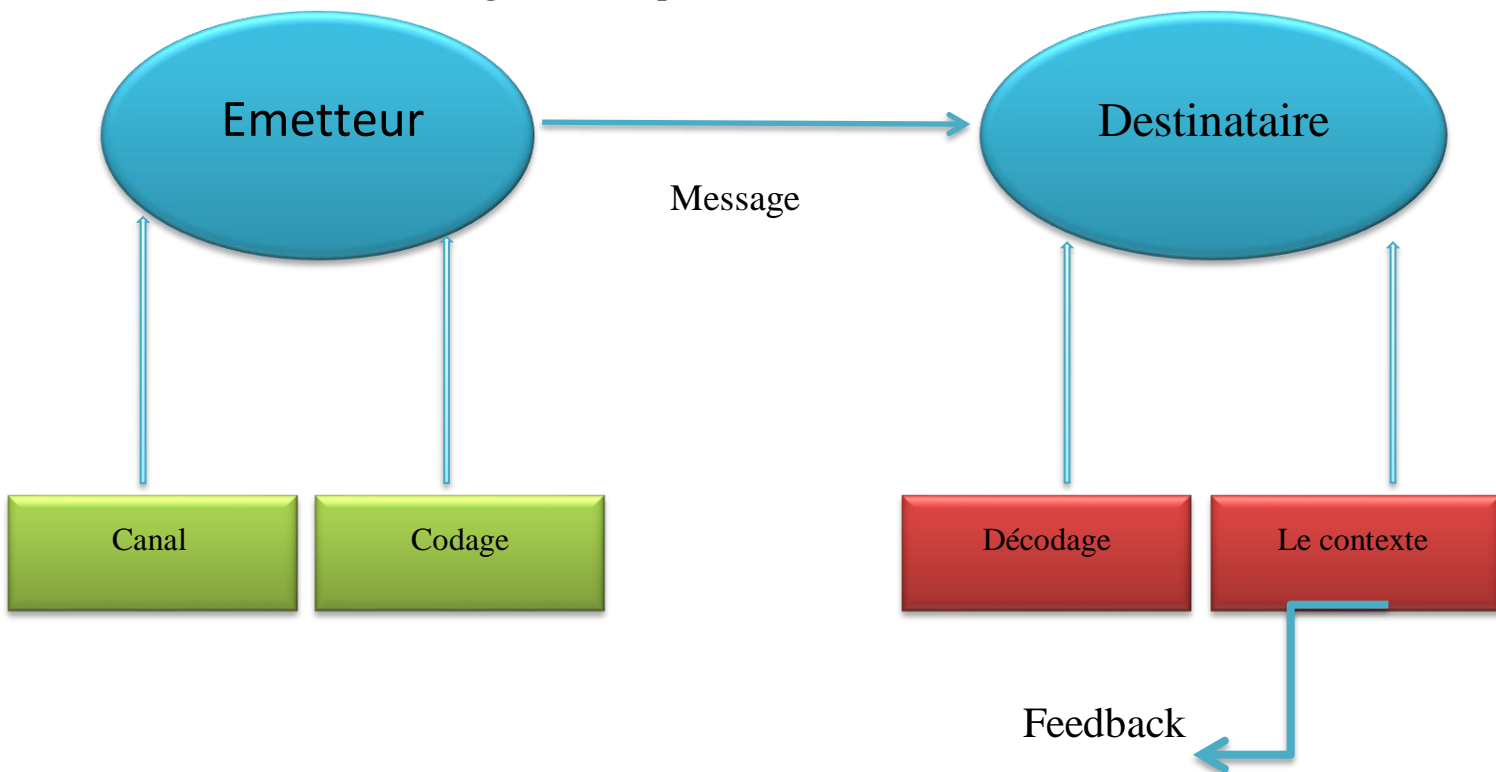 Emetteur
Destinataire
Message
Canal
Codage
Décodage
Le contexte
Feedback